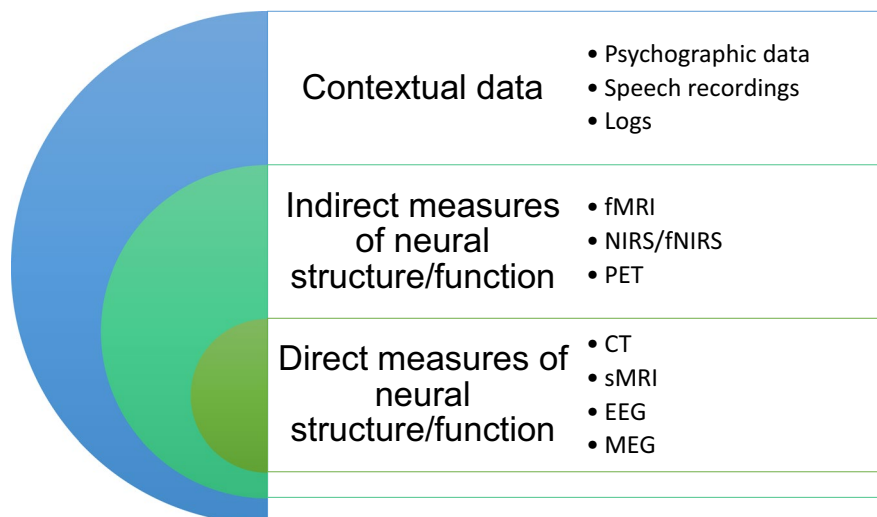 Contextual data
• Psychographic data
• Speech recordings
• Logs
Indirect measures
of neural
structure/function
• fMRI
• NIRS/fNIRS
• PET
Direct measures of
neural
structure/function
• CT
• sMRI
• EEG
• MEG